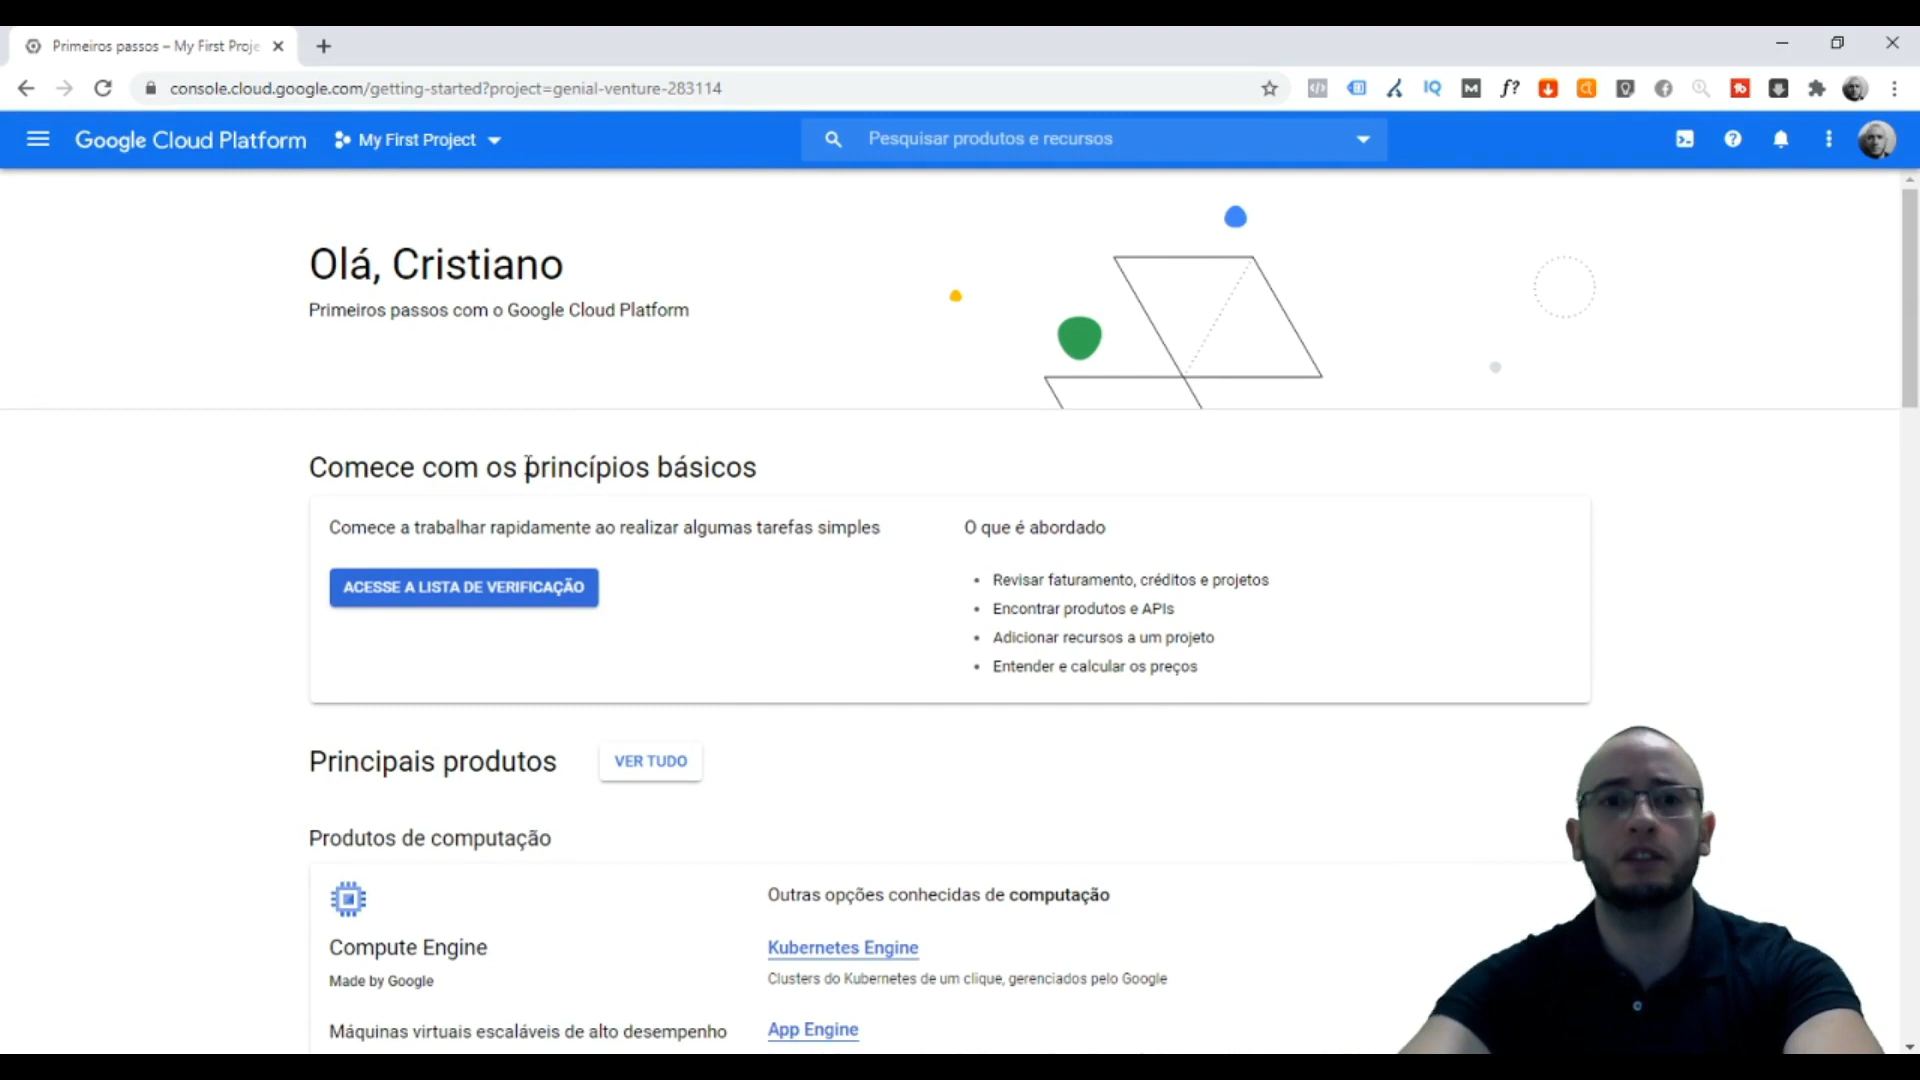 Primeiros passos – My First Proje
console.cloud.google.com/getting-started?project=genial-venture-283114
IQ
M
f?
Google Cloud Platform
My First Project
Pesquisar produtos e recursos
Olá, Cristiano
Primeiros passos com o Google Cloud Platform
Comece com os princípios básicos
Comece a trabalhar rapidamente ao realizar algumas tarefas simples
ACESSE A LISTA DE VERIFICAÇÃO
O que é abordado
Revisar faturamento, créditos e projetos
Encontrar produtos e APIs
Adicionar recursos a um projeto
Entender e calcular os preços
Principais produtos
VER TUDO
Produtos de computação
Compute Engine
Made by Google
Máquinas virtuais escaláveis de alto desempenho
Outras opções conhecidas de computação
Kubernetes Engine
Clusters do Kubernetes de um clique, gerenciados pelo Google
App Engine